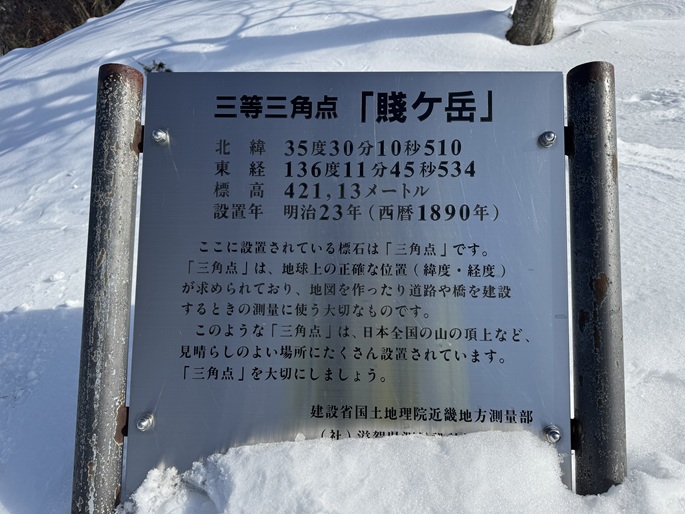 三等三角点「賤ケ岳」
北緯 35度30分10秒510
東経 136度11分45秒534
標高 421,13メートル
設置年 明治23年(西暦1890年)
ここに設置されている標石は「三角点」です。
「三角点」は、地球上の正確な位置(緯度・経度)
が求められており、地図を作ったり道路や橋を建設
するときの測量に使う大切なものです。
このような「三角点」は、日本全国の山の頂上など、
見晴らしのよい場所にたくさん設置されています。
「三角点」を大切にしましょう。
建設省国土地理院近畿地方測量部
(社)滋賀県